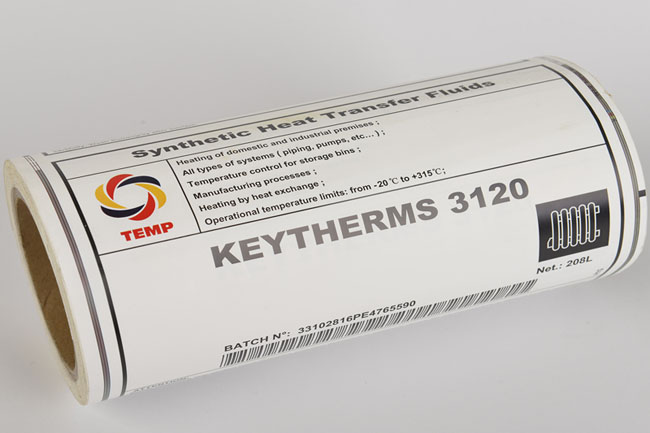 Synthetic Heat Transfer Fluids
Heating of domestic and industrial premises ;
All types of systems ( piping, pumps, etc... ) ;
Temperature control for storage bins ;
Manufacturing processes ;
Heating by heat exchange ;
Operational temperature limits: from -20℃ to +315℃ ;
TEMP
KEYTHERMS 3120
Net.: 208L
BATCH N°: 33102816PE4765590